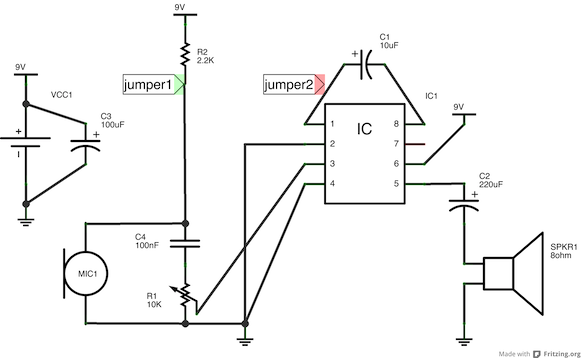 9V
R2
2.2K
jumper1
C1
10uF
jumper2
IC1
9V
VCC1
C3
100uF
+
+
IC
1
2
3
4
8
7
6
5
9V
C2
220uF
+
+
C4
100nF
MIC1
R1
10K
SPKR1
8ohm
Made with Fritzing.org